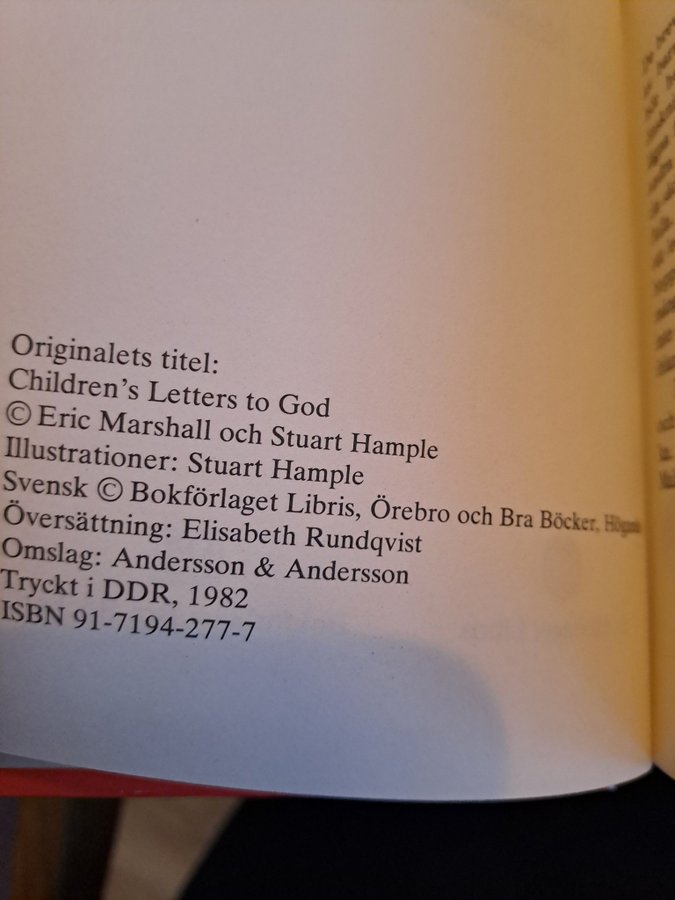 Originalets titel:
Children's Letters to God
© Eric Marshall och Stuart Hample
Illustrationer: Stuart Hample
Svensk © Bokförlaget Libris, Örebro och Bra Böcker, Höganäs
Översättning: Elisabeth Rundqvist
Omslag: Andersson & Andersson
Tryckt i DDR, 1982
ISBN 91-7194-277-7